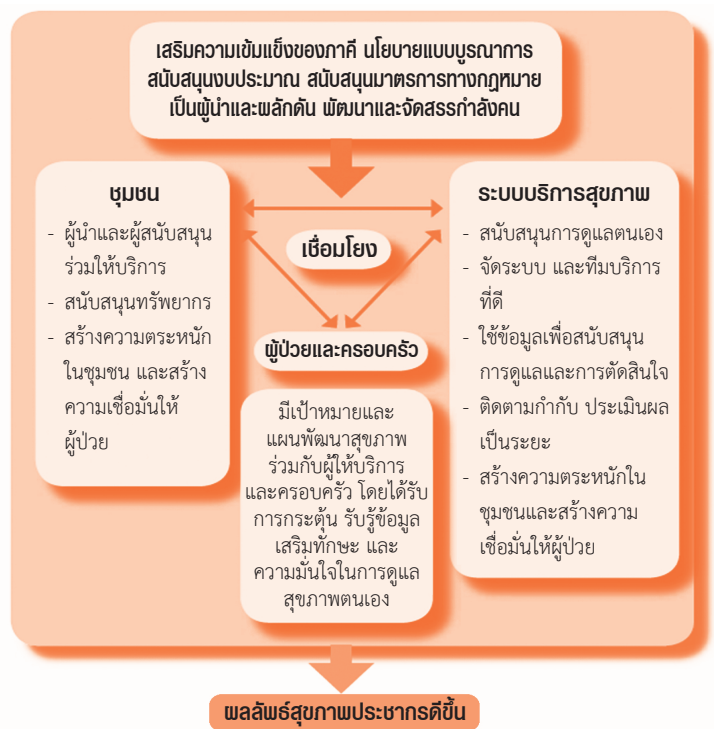 เสริมความเข้มแข็งของภาคี นโยบายแบบบูรณาการ
สนับสนุนงบประมาณ สนับสนุนมาตรการทางกฎหมาย
เป็นผู้นำและผลักดัน พัฒนาและจัดสรรกำลังคน
ชุมชน
- ผู้นำและผู้สนับสนุน
ร่วมให้บริการ
- สนับสนุนทรัพยากร
- สร้างความตระหนัก
ในชุมชน และสร้าง
ความเชื่อมั่นให้
ผู้ป่วย
เชื่อมโยง
ผู้ป่วยและครอบครัว
มีเป้าหมายและ
แผนพัฒนาสุขภาพ
ร่วมกับผู้ให้บริการ
และครอบครัว โดยได้รับ
การกระตุ้น รับรู้ข้อมูล
เสริมทักษะ และ
ความมั่นใจในการดูแล
สุขภาพตนเอง
ระบบบริการสุขภาพ
- สนับสนุนการดูแลตนเอง
- จัดระบบ และทีมบริการ
ที่ดี
- ใช้ข้อมูลเพื่อสนับสนุน
การดูแลและการตัดสินใจ
- ติดตามกำกับ ประเมินผล
เป็นระยะ
- สร้างความตระหนักใน
ชุมชนและสร้างความ
เชื่อมั่นให้ผู้ป่วย
ผลลัพธ์สุขภาพประชากรดีขึ้น